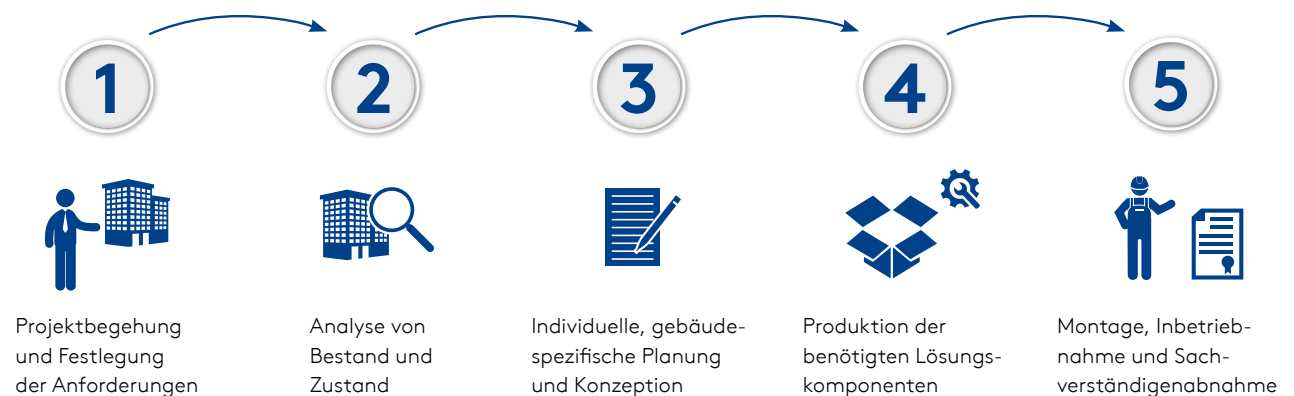 1
2
3
4
5
Projektbegehung
und Festlegung
der Anforderungen
Analyse von
Bestand und
Zustand
Individuelle, gebäude-
spezifische Planung
und Konzeption
Produktion der
benötigten Lösungs-
komponenten
Montage, Inbetrieb-
nahme und Sach-
verständigenabnahme